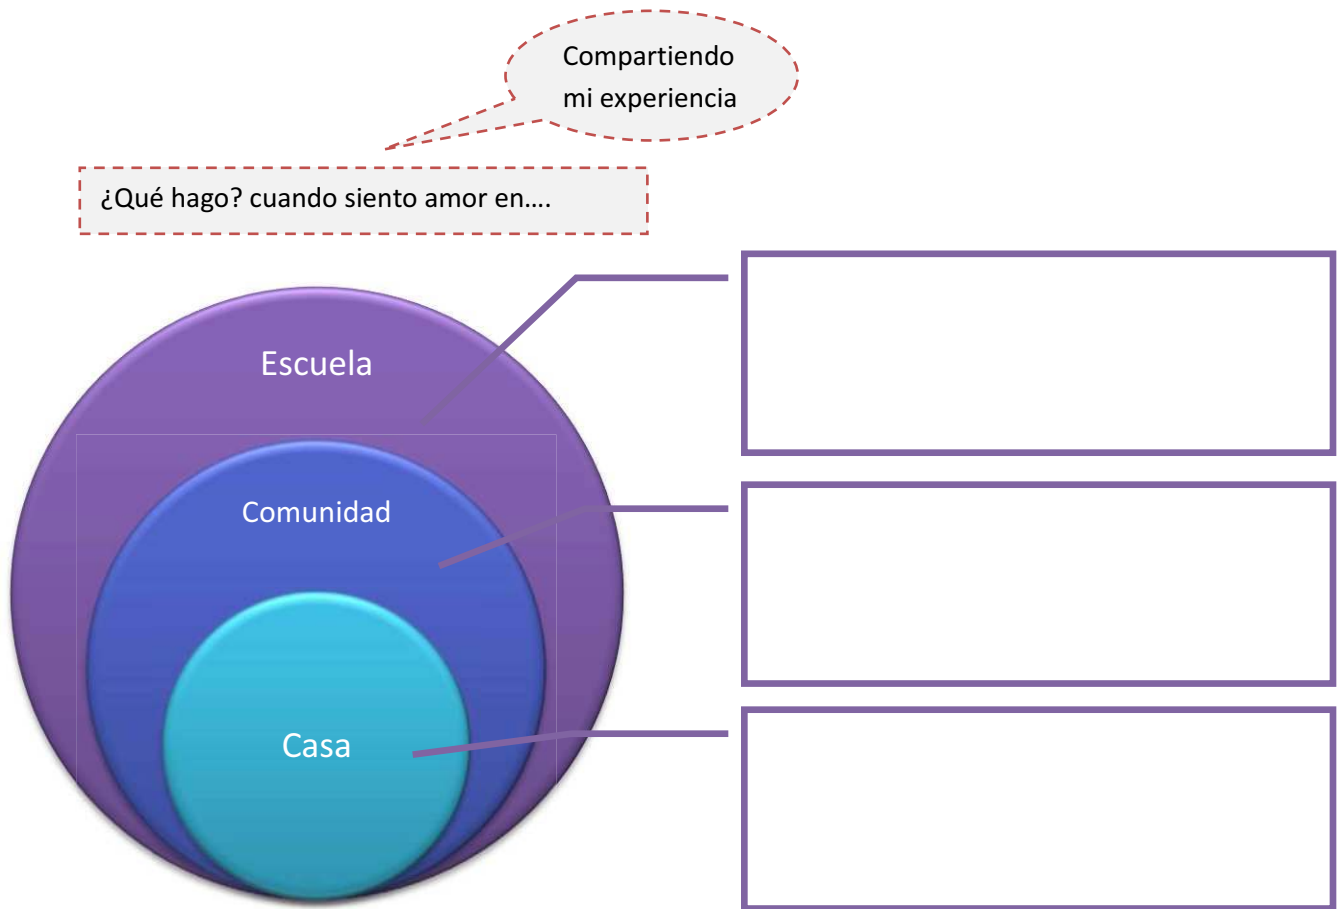 Compartiendo
mi experiencia
¿Qué hago? cuando siento amor en....
Escuela
Comunidad
Casa